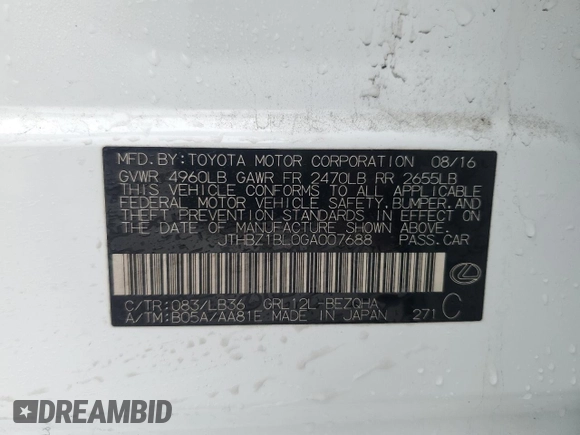 MFD.BY:TOYOTA MOTOR CORPORATION 08/16
GVWR 4960LB GAWR FR 2470LB RR 2655LB
THIS VEHICLE CONFORMS TO ALL APPLICABLE
FEDERAL MOTOR VEHICLE SAFETY, BUMPER, AND
THEFT PREVENTION STANDARDS IN EFFECT ON
THE DATE OF MANUFACTURE SHOWN ABOVE.
JTHBZ1BL0GA007688 PASS.CAR
C/TR:083/LB36 GRL12L-BEZQHA
A/TM:B05A/AA81E MADE IN JAPAN 271 C
DREAMBID